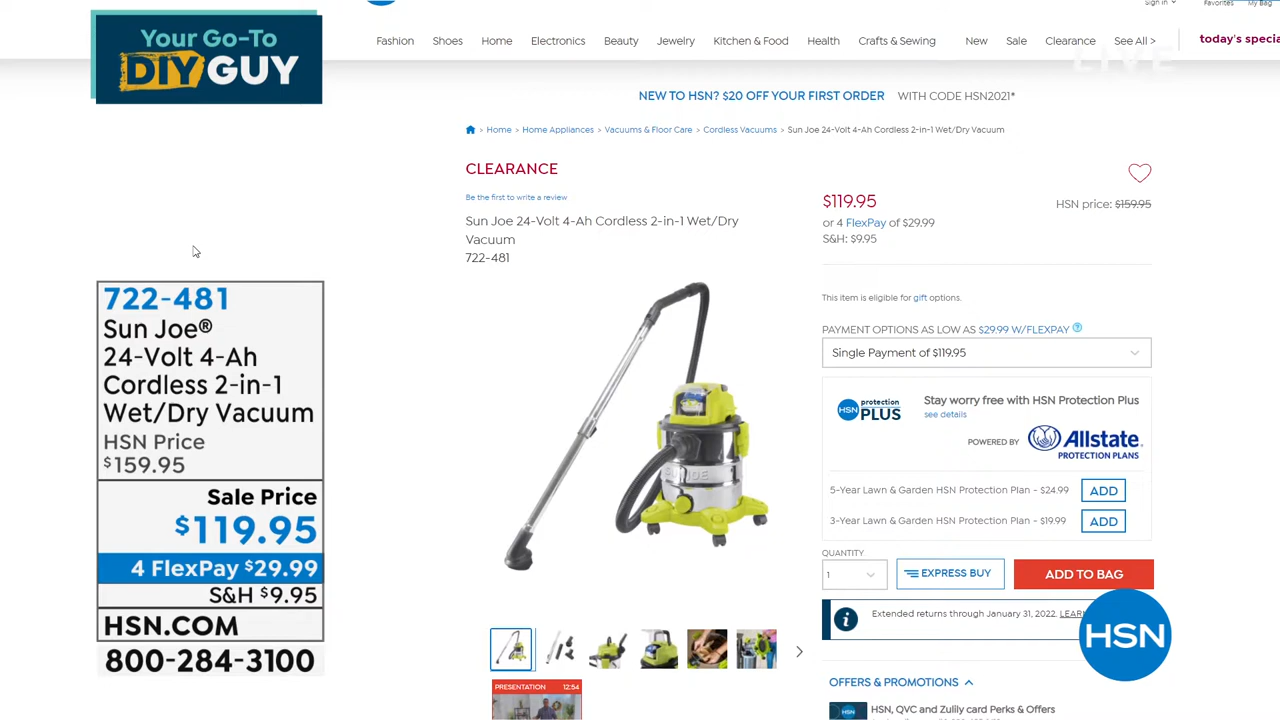 Your Go-To
DIY GUY
Sign in
Favorites
My Bag
Fashion
Shoes
Home
Electronics
Beauty
Jewelry
Kitchen & Food
Health
Crafts & Sewing
New
Sale
Clearance
See All >
today's specia
LIVE
NEW TO HSN? $20 OFF YOUR FIRST ORDER WITH CODE HSN2021*
> Home > Home Appliances > Vacuums & Floor Care > Cordless Vacuums > Sun Joe 24-Volt 4-Ah Cordless 2-in-1 Wet/Dry Vacuum
CLEARANCE
Be the first to write a review
Sun Joe 24-Volt 4-Ah Cordless 2-in-1 Wet/Dry
Vacuum
722-481
SUNJOE
PRESENTATION 12:54
$119.95
HSN price: $159.95
or 4 FlexPay of $29.99
S&H: $9.95
This item is eligible for gift options.
PAYMENT OPTIONS AS LOW AS $29.99 W/FLEXPAY ?
Single Payment of $119.95
HSN protection PLUS
Stay worry free with HSN Protection Plus
see details
POWERED BY Allstate
PROTECTION PLANS
5-Year Lawn & Garden HSN Protection Plan - $24.99 ADD
3-Year Lawn & Garden HSN Protection Plan - $19.99 ADD
QUANTITY
1
EXPRESS BUY
ADD TO BAG
i
Extended returns through January 31, 2022. LEAR
HSN
OFFERS & PROMOTIONS
HSN
HSN, QVC and Zulily card Perks & Offers
722-481
Sun Joe®
24-Volt 4-Ah
Cordless 2-in-1
Wet/Dry Vacuum
HSN Price
$159.95
Sale Price
$119.95
4 FlexPay $29.99
S&H $9.95
HSN.COM
800-284-3100